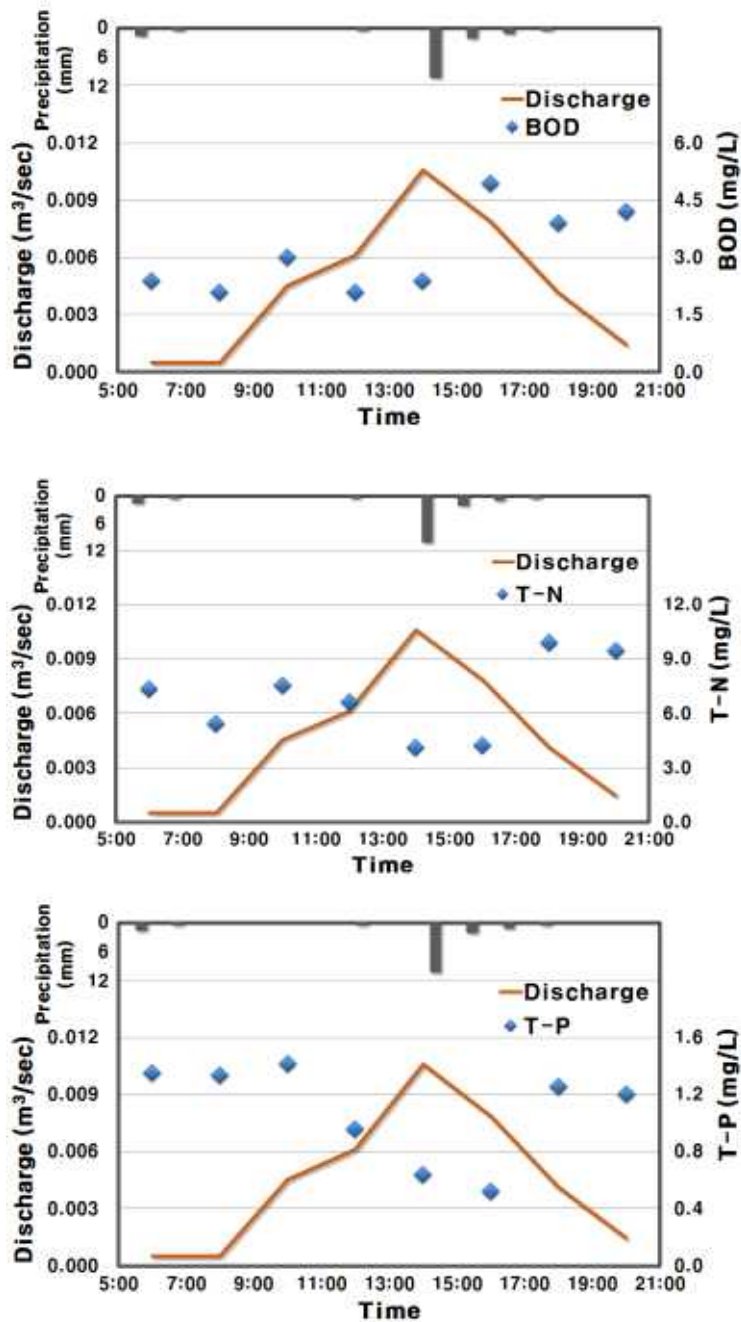 Precipitation
(mm)
0
6
12
Discharge
BOD
Discharge (m³/sec)
0.012
0.009
0.006
0.003
0.000
6.0
4.5
3.0
1.5
0.0
BOD (mg/L)
5:00 7:00 9:00 11:00 13:00 15:00 17:00 19:00 21:00
Time
Precipitation
(mm)
0
6
12
Discharge
T-N
Discharge (m³/sec)
0.012
0.009
0.006
0.003
0.000
12.0
9.0
6.0
3.0
0.0
T-N (mg/L)
5:00 7:00 9:00 11:00 13:00 15:00 17:00 19:00 21:00
Time
Precipitation
(mm)
0
6
12
Discharge
T-P
Discharge (m³/sec)
0.012
0.009
0.006
0.003
0.000
1.6
1.2
0.8
0.4
0.0
T-P (mg/L)
5:00 7:00 9:00 11:00 13:00 15:00 17:00 19:00 21:00
Time